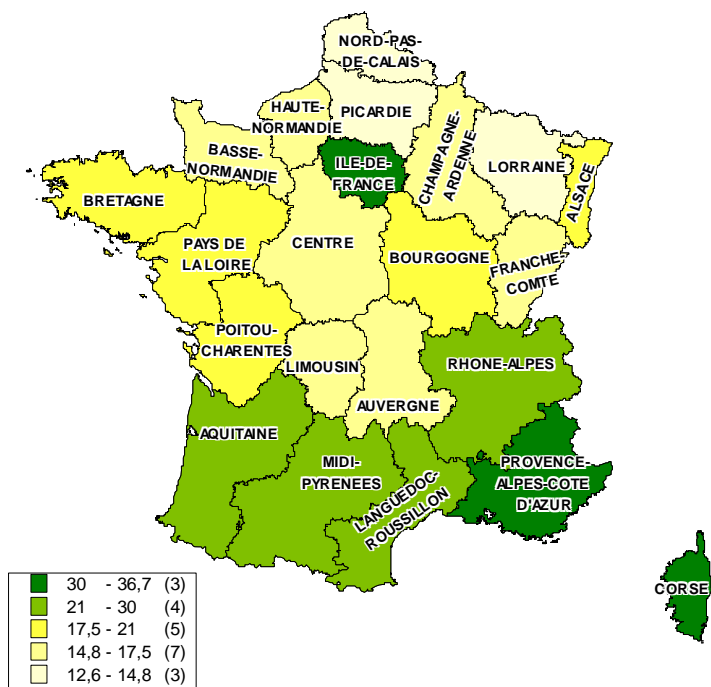 NORD-PAS-
DE-CALAIS
HAUTE-
NORMANDIE
PICARDIE
BASSE-
NORMANDIE
ILE-DE-
FRANCE
CHAMPAGNE-
ARDENNE
LORRAINE
ALSACE
BRETAGNE
PAYS DE
LA LOIRE
CENTRE
BOURGOGNE
FRANCHE-
COMTE
POITOU-
CHARENTES
LIMOUSIN
AUVERGNE
RHONE-ALPES
AQUITAINE
MIDI-
PYRENEES
LANGUEDOC-
ROUSSILLON
PROVENCE-
ALPES-COTE
D'AZUR
CORSE
30 - 36,7 (3)
21 - 30 (4)
17,5 - 21 (5)
14,8 - 17,5 (7)
12,6 - 14,8 (3)